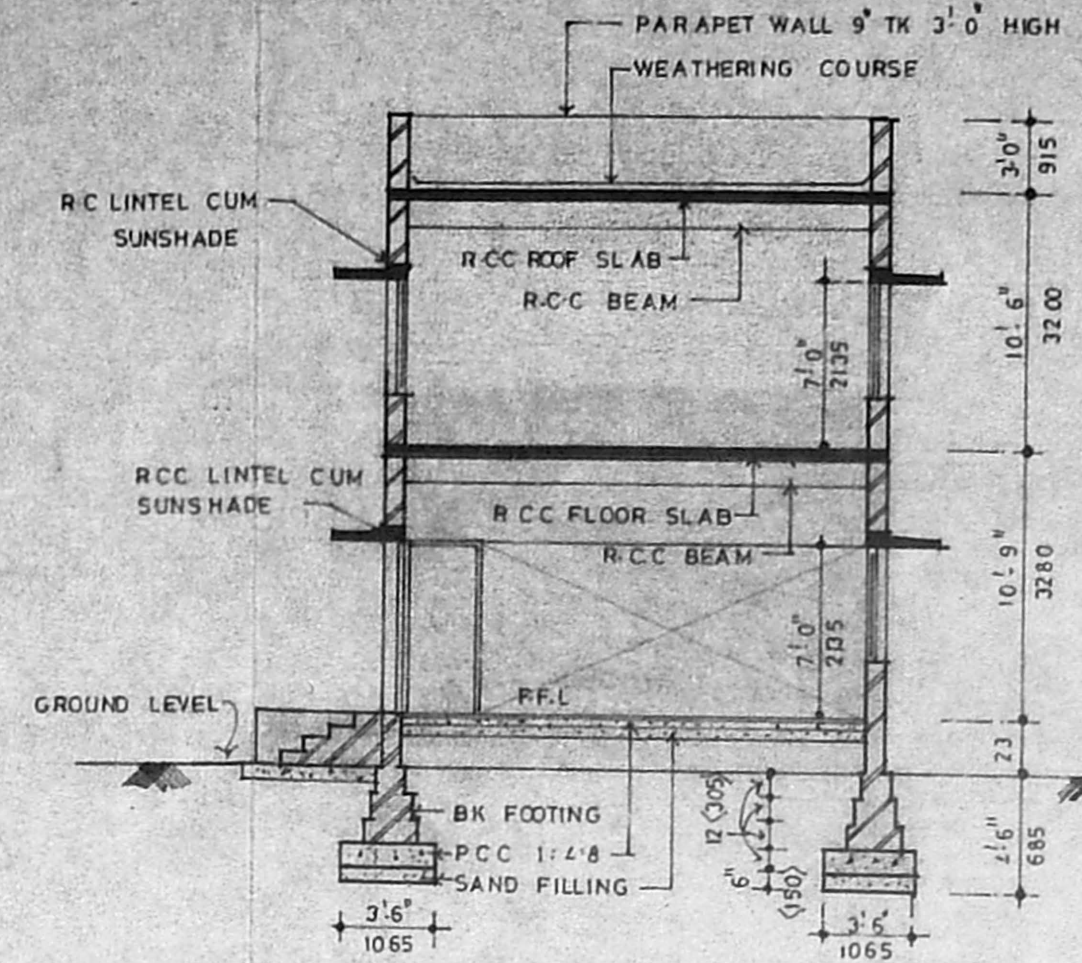 PARAPET WALL 9" TK 3'-0" HIGH
WEATHERING COURSE
3'-0"
915
R C LINTEL CUM
SUNSHADE
R.C.C ROOF SLAB
R.C.C BEAM
7'-0"
2135
10'-6"
3200
RCC LINTEL CUM
SUNSHADE
R C C FLOOR SLAB
R.C.C BEAM
7'-0"
2135
10'-9"
3280
GROUND LEVEL
F.F.L
23
BK FOOTING
PCC 1:4:8
SAND FILLING
12 (305)
6"
(150)
685
3'-6"
1065
3'-6"
1065